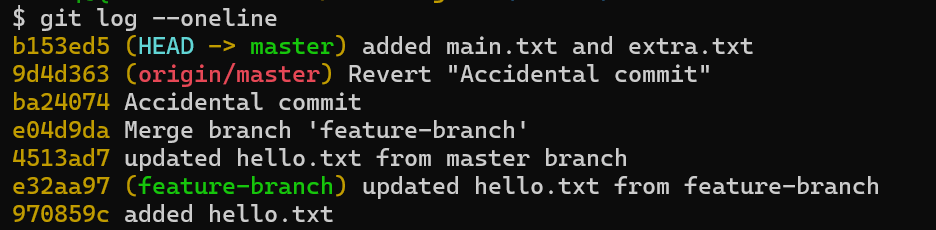 $ git log --oneline
b153ed5 (HEAD -> master) added main.txt and extra.txt
9d4d363 (origin/master) Revert "Accidental commit"
ba24074 Accidental commit
e04d9da Merge branch 'feature-branch'
4513ad7 updated hello.txt from master branch
e32aa97 (feature-branch) updated hello.txt from feature-branch
970859c added hello.txt